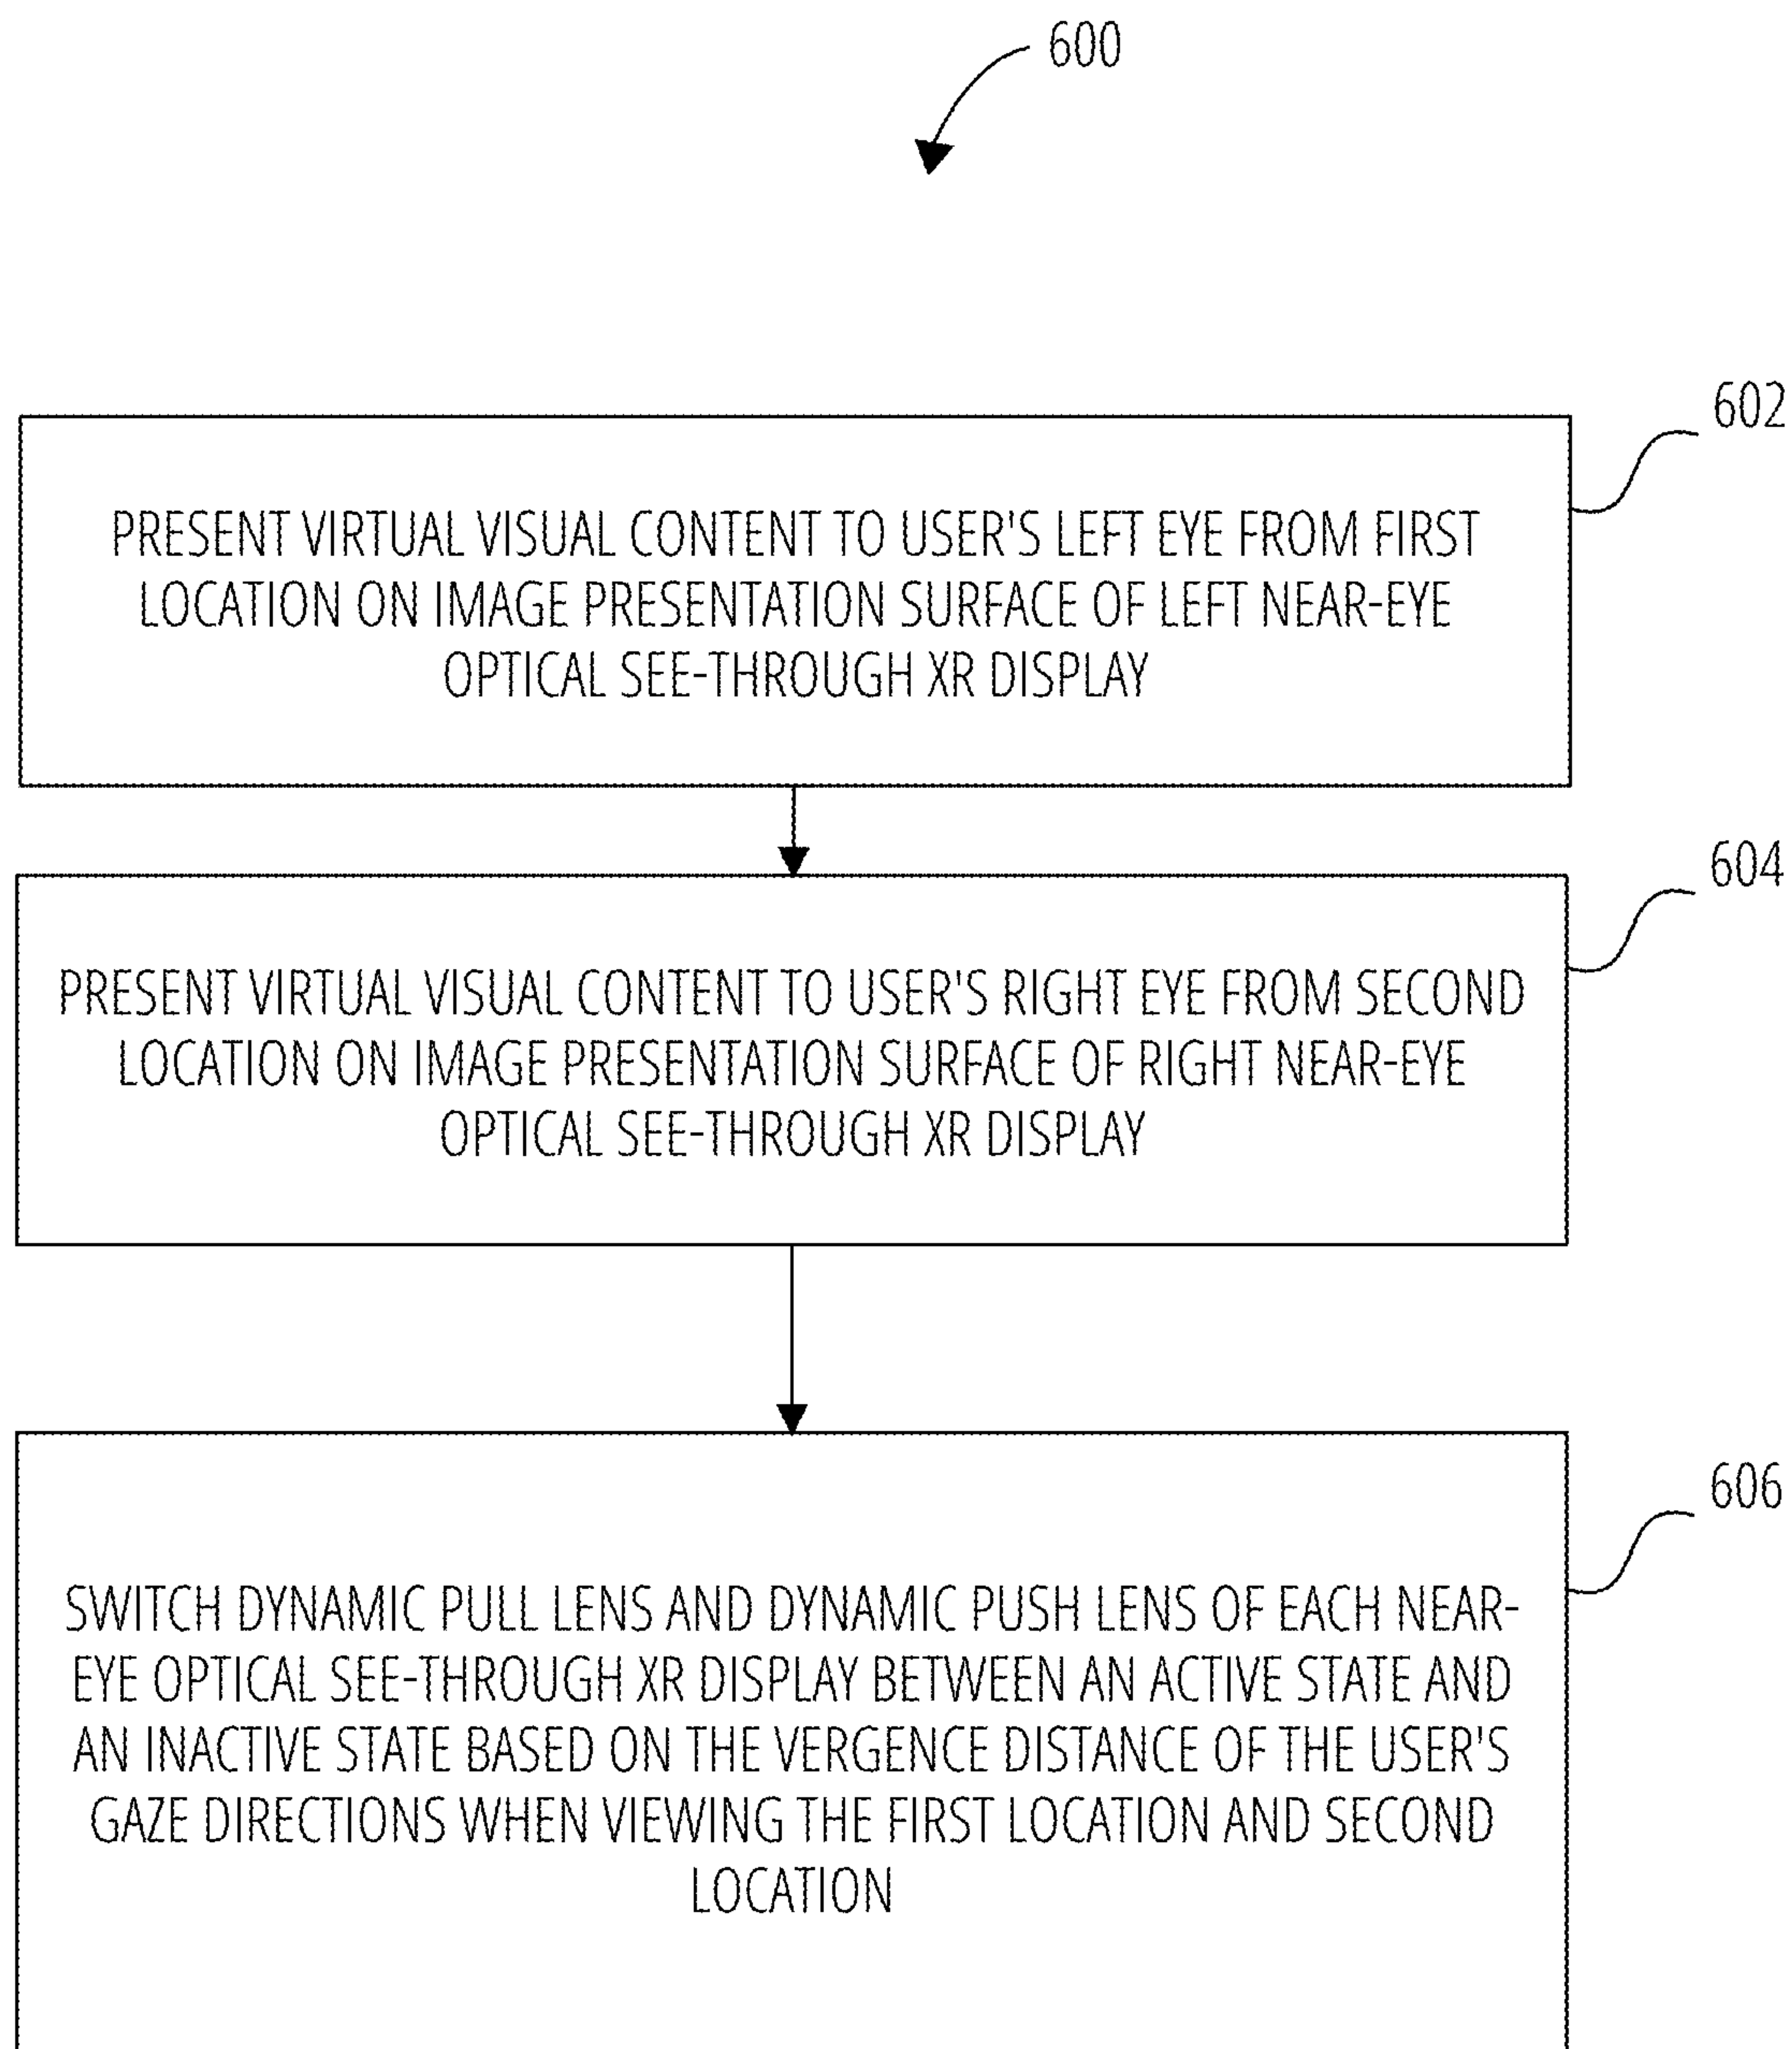 600
602
PRESENT VIRTUAL VISUAL CONTENT TO USER'S LEFT EYE FROM FIRST
LOCATION ON IMAGE PRESENTATION SURFACE OF LEFT NEAR-EYE
OPTICAL SEE-THROUGH XR DISPLAY
604
PRESENT VIRTUAL VISUAL CONTENT TO USER'S RIGHT EYE FROM SECOND
LOCATION ON IMAGE PRESENTATION SURFACE OF RIGHT NEAR-EYE
OPTICAL SEE-THROUGH XR DISPLAY
606
SWITCH DYNAMIC PULL LENS AND DYNAMIC PUSH LENS OF EACH NEAR-
EYE OPTICAL SEE-THROUGH XR DISPLAY BETWEEN AN ACTIVE STATE AND
AN INACTIVE STATE BASED ON THE VERGENCE DISTANCE OF THE USER'S
GAZE DIRECTIONS WHEN VIEWING THE FIRST LOCATION AND SECOND
LOCATION